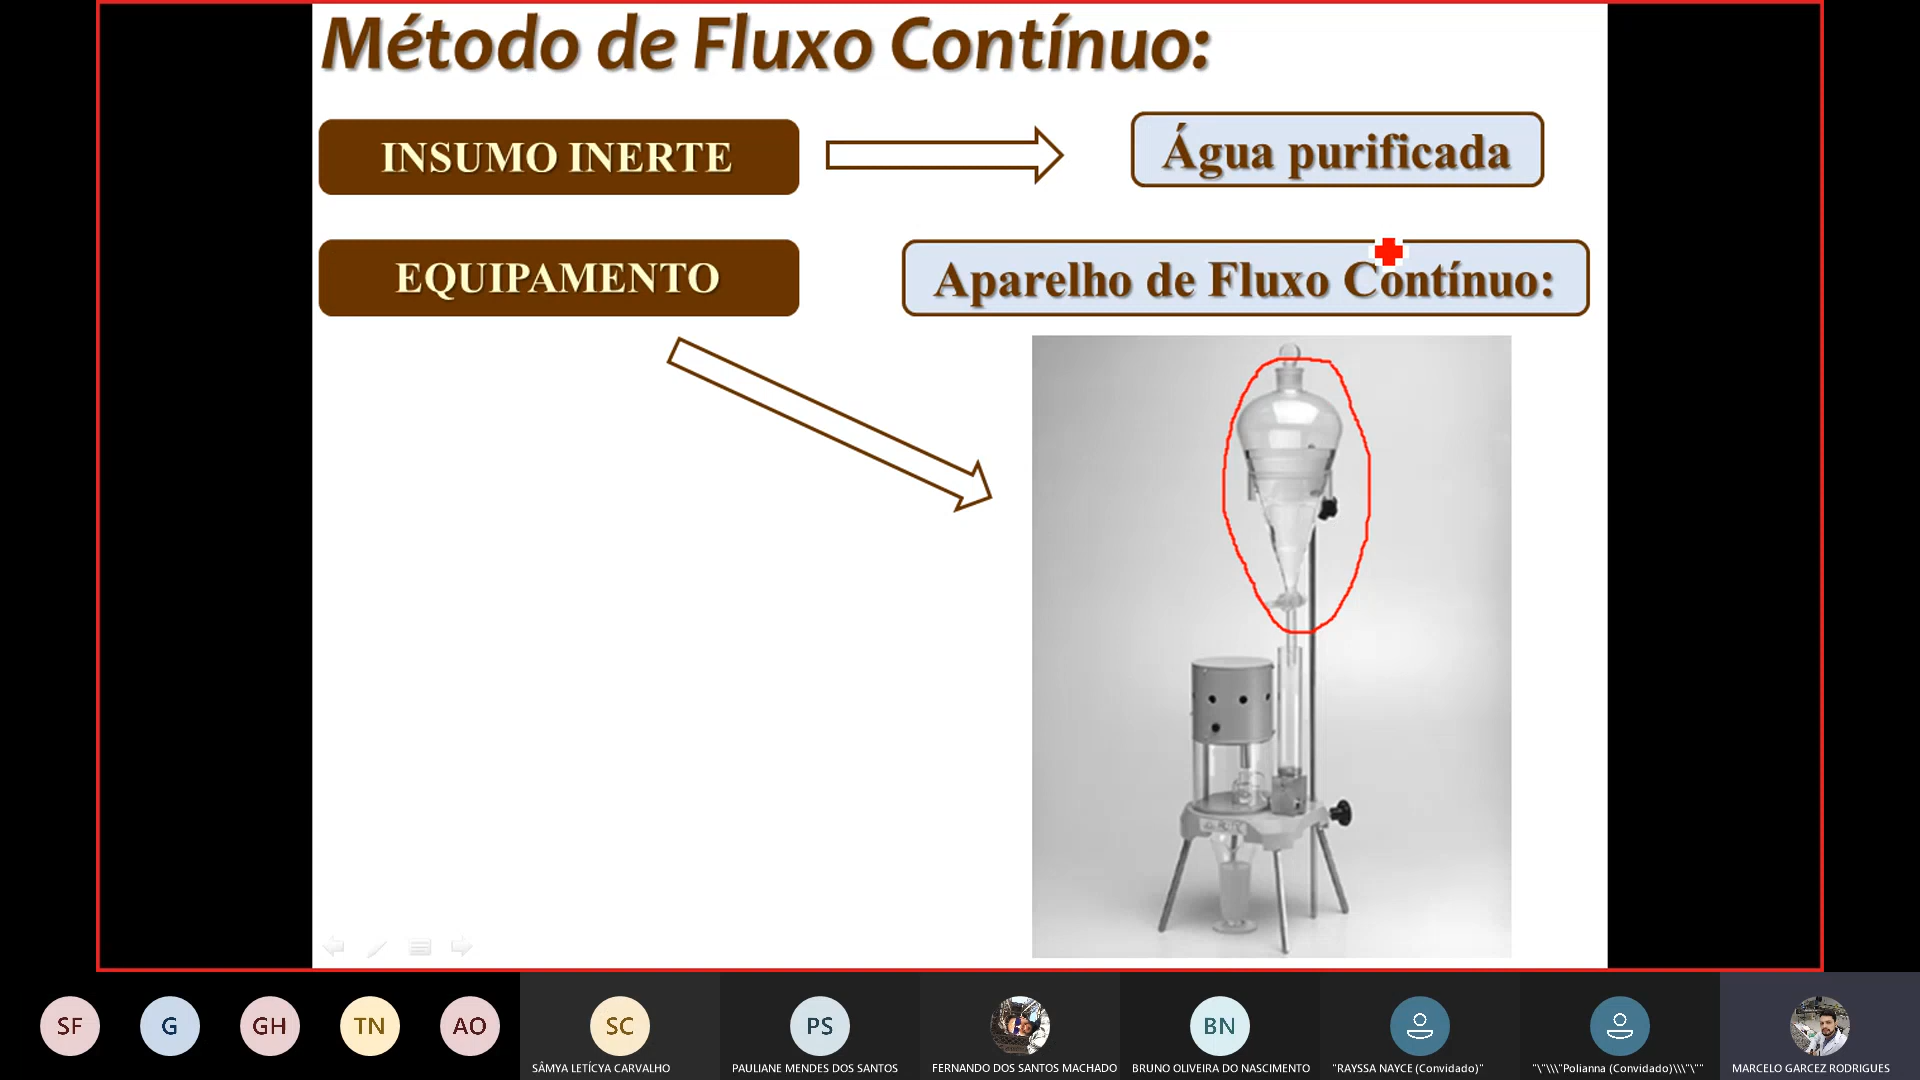 Método de Fluxo Contínuo:
INSUMO INERTE
Água purificada
EQUIPAMENTO
Aparelho de Fluxo Contínuo:
SF
G
GH
TN
AO
SC
PS
BN
SÂMYA LETÍCYA CARVALHO
PAULIANE MENDES DOS SANTOS
FERNANDO DOS SANTOS MACHADO
BRUNO OLIVEIRA DO NASCIMENTO
"RAYSSA NAYCE (Convidado)"
"\"\\\"Polianna (Convidado)\\\"\""
MARCELO GARCEZ RODRIGUES